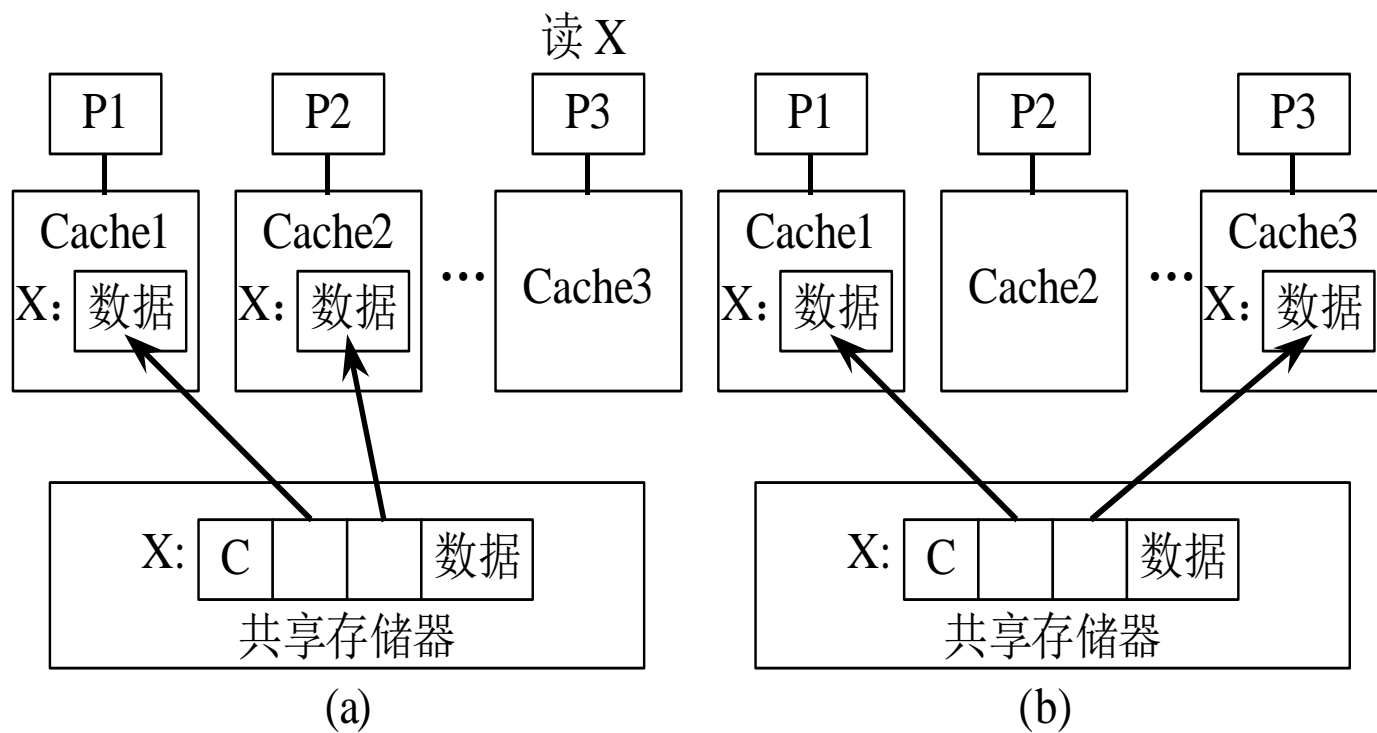 读 X
P1 P2 P3 P1 P2 P3
Cache1 Cache2 Cache1 Cache3
... Cache3 Cache2 ...
X: 数据 X: 数据 X: 数据 X: 数据
X: C 数据 X: C 数据
共享存储器 共享存储器
(a) (b)